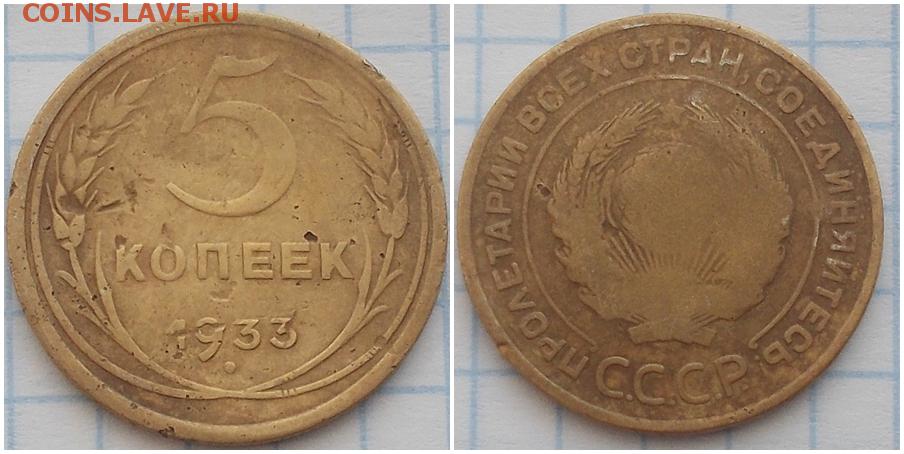 COINS.LAVE.RU
5
КОПЕЕК
1933
ПРОЛЕТАРИИ ВСЕХ СТРАН, СОЕДИНЯЙТЕСЬ!
С.С.С.Р.